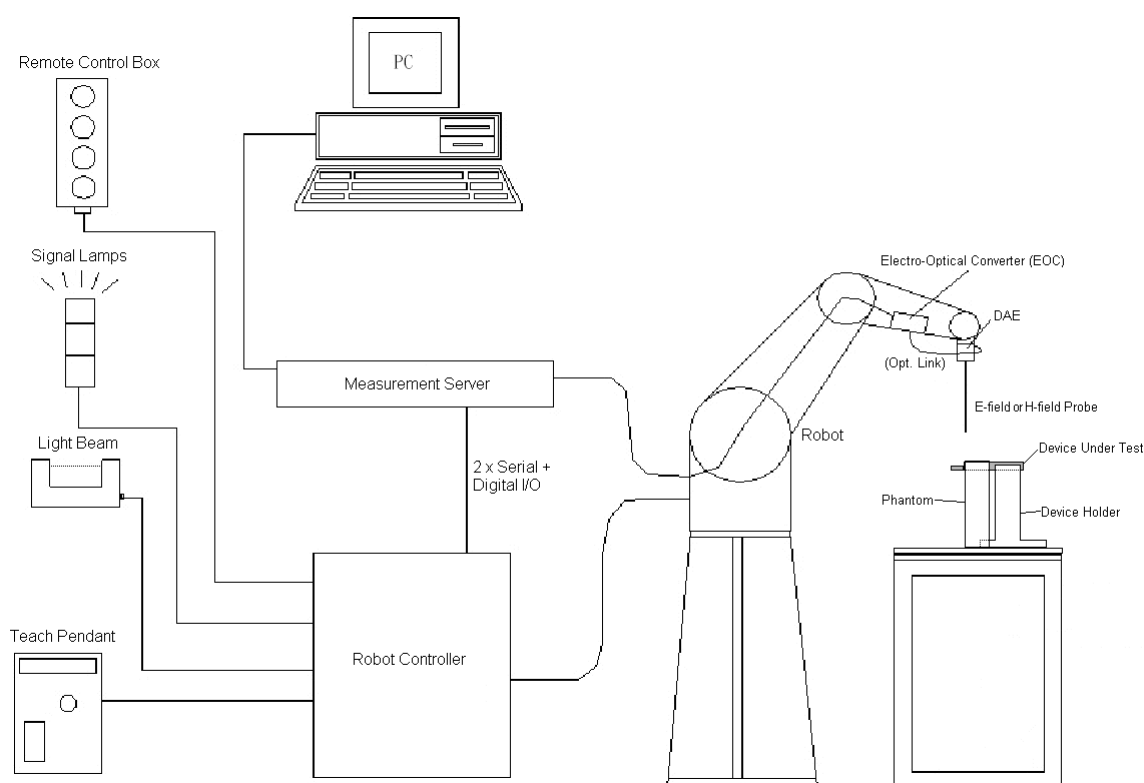 PC
Remote Control Box
Signal Lamps
Electro-Optical Converter (EOC)
DAE
(Opt. Link)
Measurement Server
E-field or H-field Probe
Robot
Light Beam
Device Under Test
2 x Serial +
Digital I/O
Phantom
Device Holder
Teach Pendant
Robot Controller